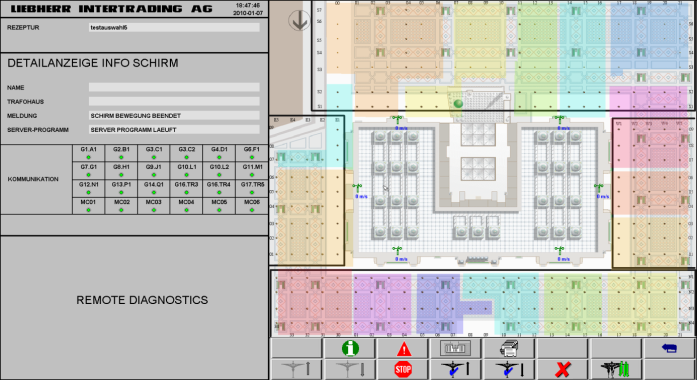 LIEBHERR INTERTRADING AG
16:47:45
2010-01-07
REZEPTUR testauswahl5
DETAILANZEIGE INFO SCHIRM
NAME
TRAFOHAUS
MELDUNG SCHIRM BEWEGUNG BEENDET
SERVER-PROGRAMM SERVER PROGRAMM LAEUFT
KOMMUNIKATION
G1.A1 G2.B1 G3.C1 G3.C2 G4.D1 G6.F1
G7.G1 G8.H1 G9.J1 G10.L1 G10.L2 G11.M1
G12.N1 G13.P1 G14.Q1 G16.TR3 G16.TR4 G17.TR5
MC01 MC02 MC03 MC04 MC05 MC06
REMOTE DIAGNOSTICS
0 m/s
0 m/s
0 m/s
0 m/s
0 m/s
0 m/s
STOP